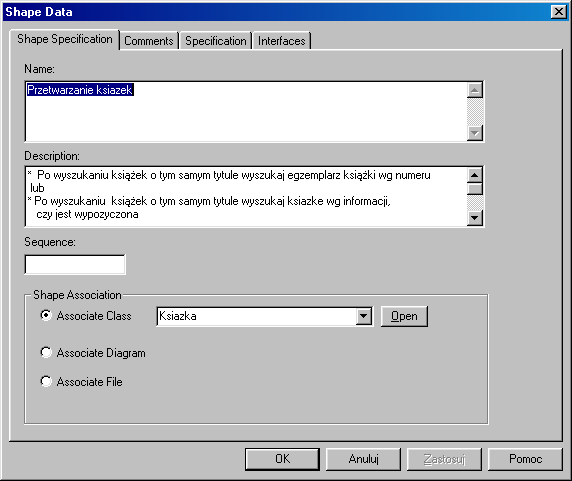 Shape Data
Shape Specification Comments Specification Interfaces
Name:
Przetwarzanie ksiazek
Description:
* Po wyszukaniu książek o tym samym tytule wyszukaj egzemplarz książki wg numeru
lub
* Po wyszukaniu książek o tym samym tytule wyszukaj ksiazke wg informacji,
czy jest wypozyczona
Sequence:
Shape Association
Associate Class Ksiazka Open
Associate Diagram
Associate File
OK Anuluj Zastosuj Pomoc